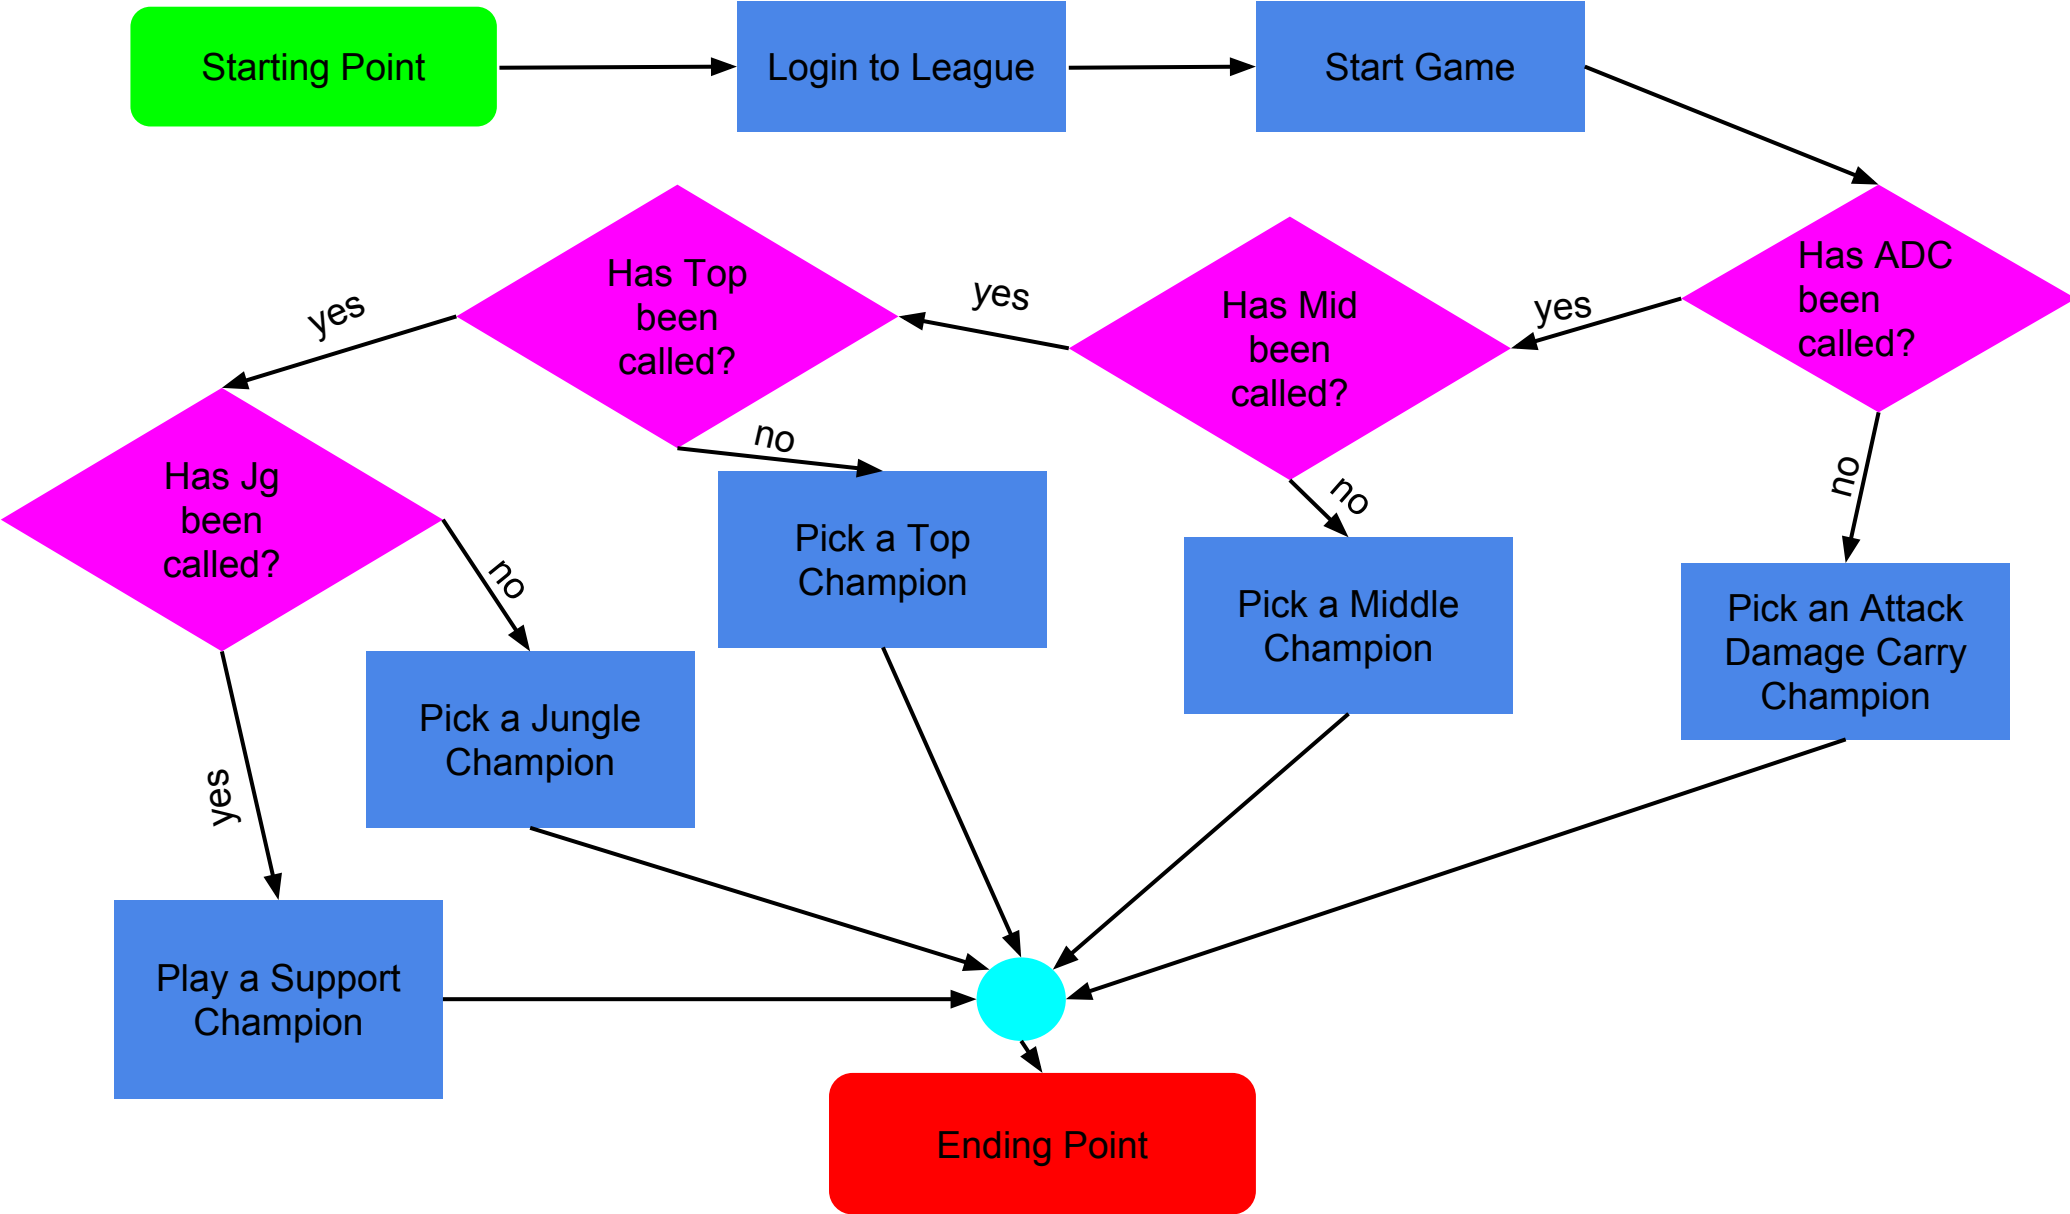 Starting Point
Login to League
Start Game
Has ADC
been
called?
yes
no
Has Mid
been
called?
yes
no
Has Top
been
called?
yes
no
Has Jg
been
called?
no
yes
Pick an Attack
Damage Carry
Champion
Pick a Middle
Champion
Pick a Top
Champion
Pick a Jungle
Champion
Play a Support
Champion
Ending Point